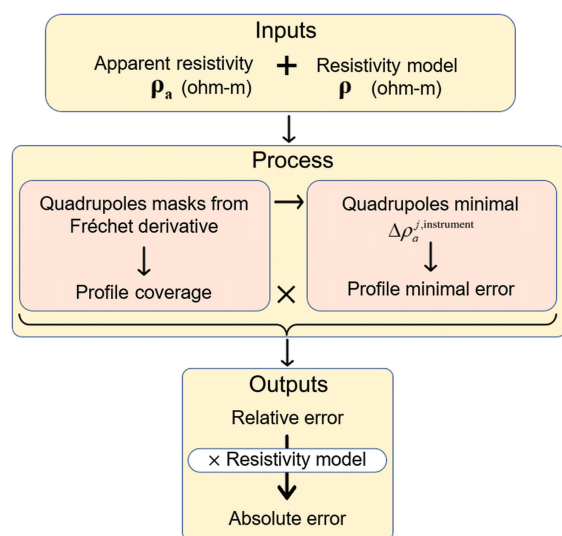 Inputs
Apparent resistivity + Resistivity model
ρₐ (ohm-m) ρ (ohm-m)
Process
Quadrupoles masks from
Fréchet derivative
Profile coverage
×
Quadrupoles minimal
Δρₐ^{j,instrument}
Profile minimal error
Outputs
Relative error
× Resistivity model
Absolute error